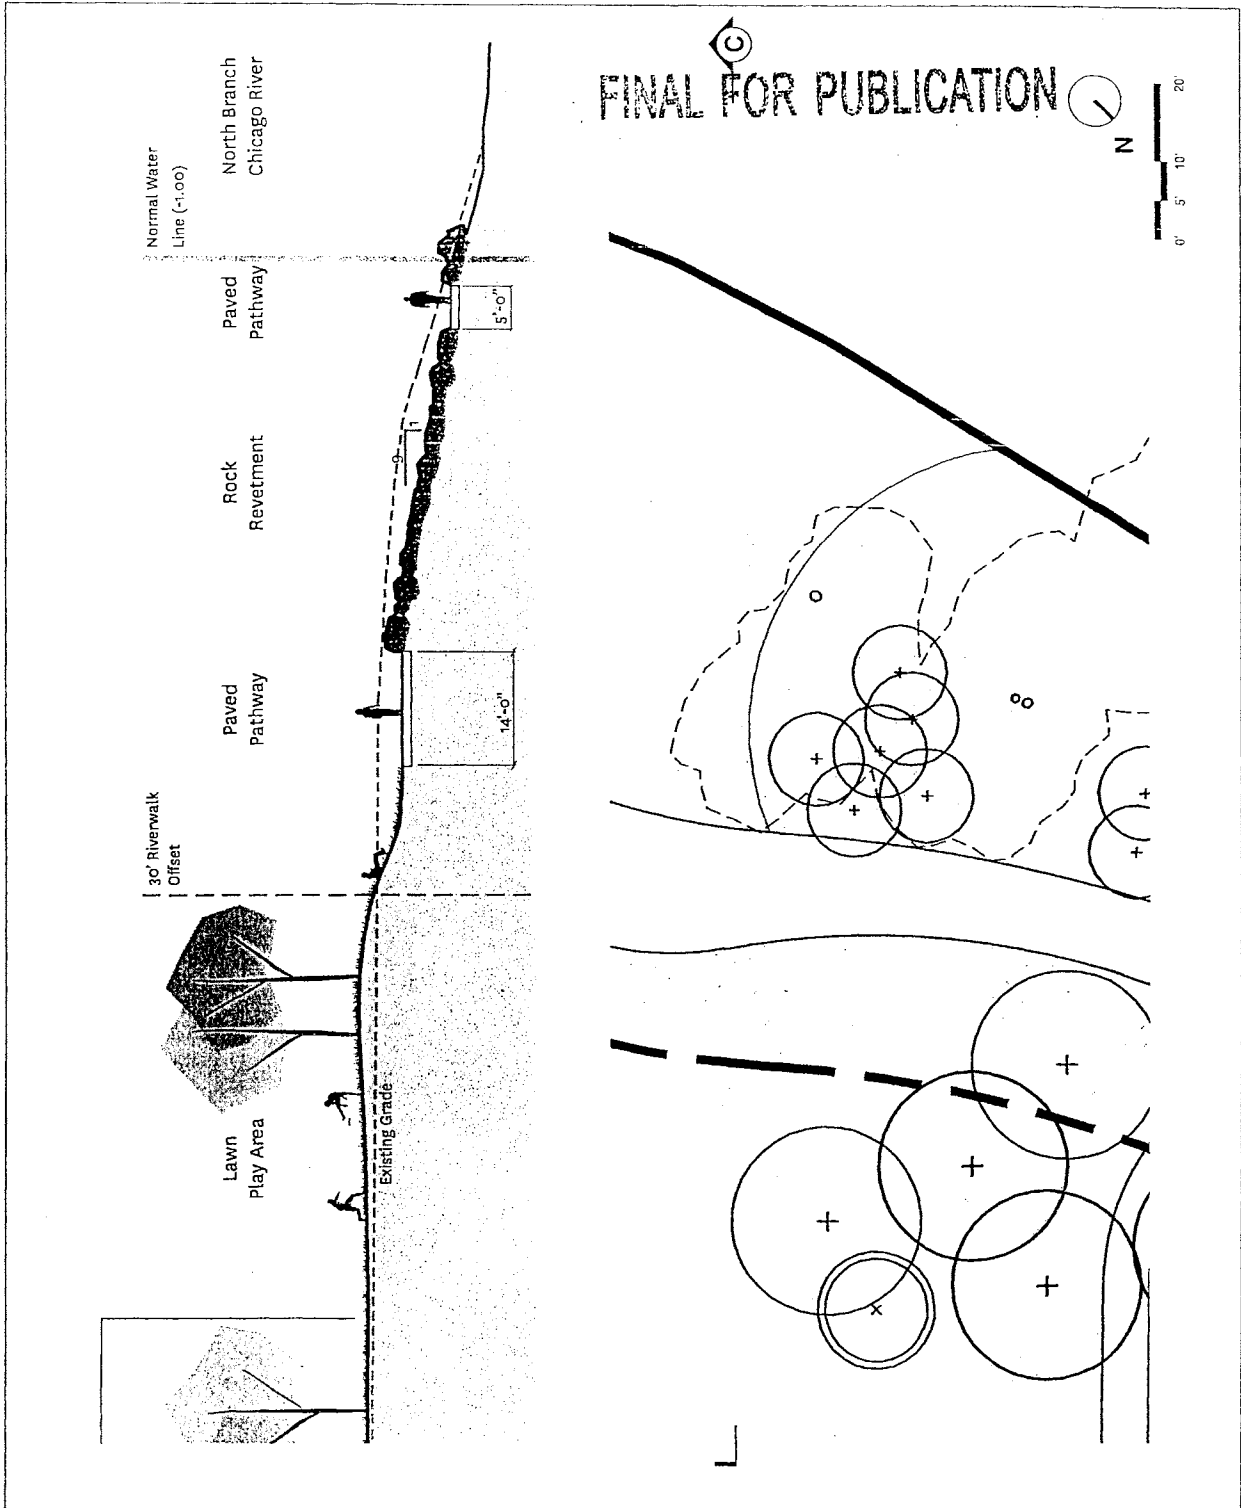 FINAL FOR PUBLICATION
C
N
0'
5'
10'
20'
Lawn
Play Area
30' Riverwalk
Offset
Paved
Pathway
Rock
Revetment
Paved
Pathway
Normal Water
Line (-1.00)
North Branch
Chicago River
Existing Grade
14'-0"
9
1
5'-0"